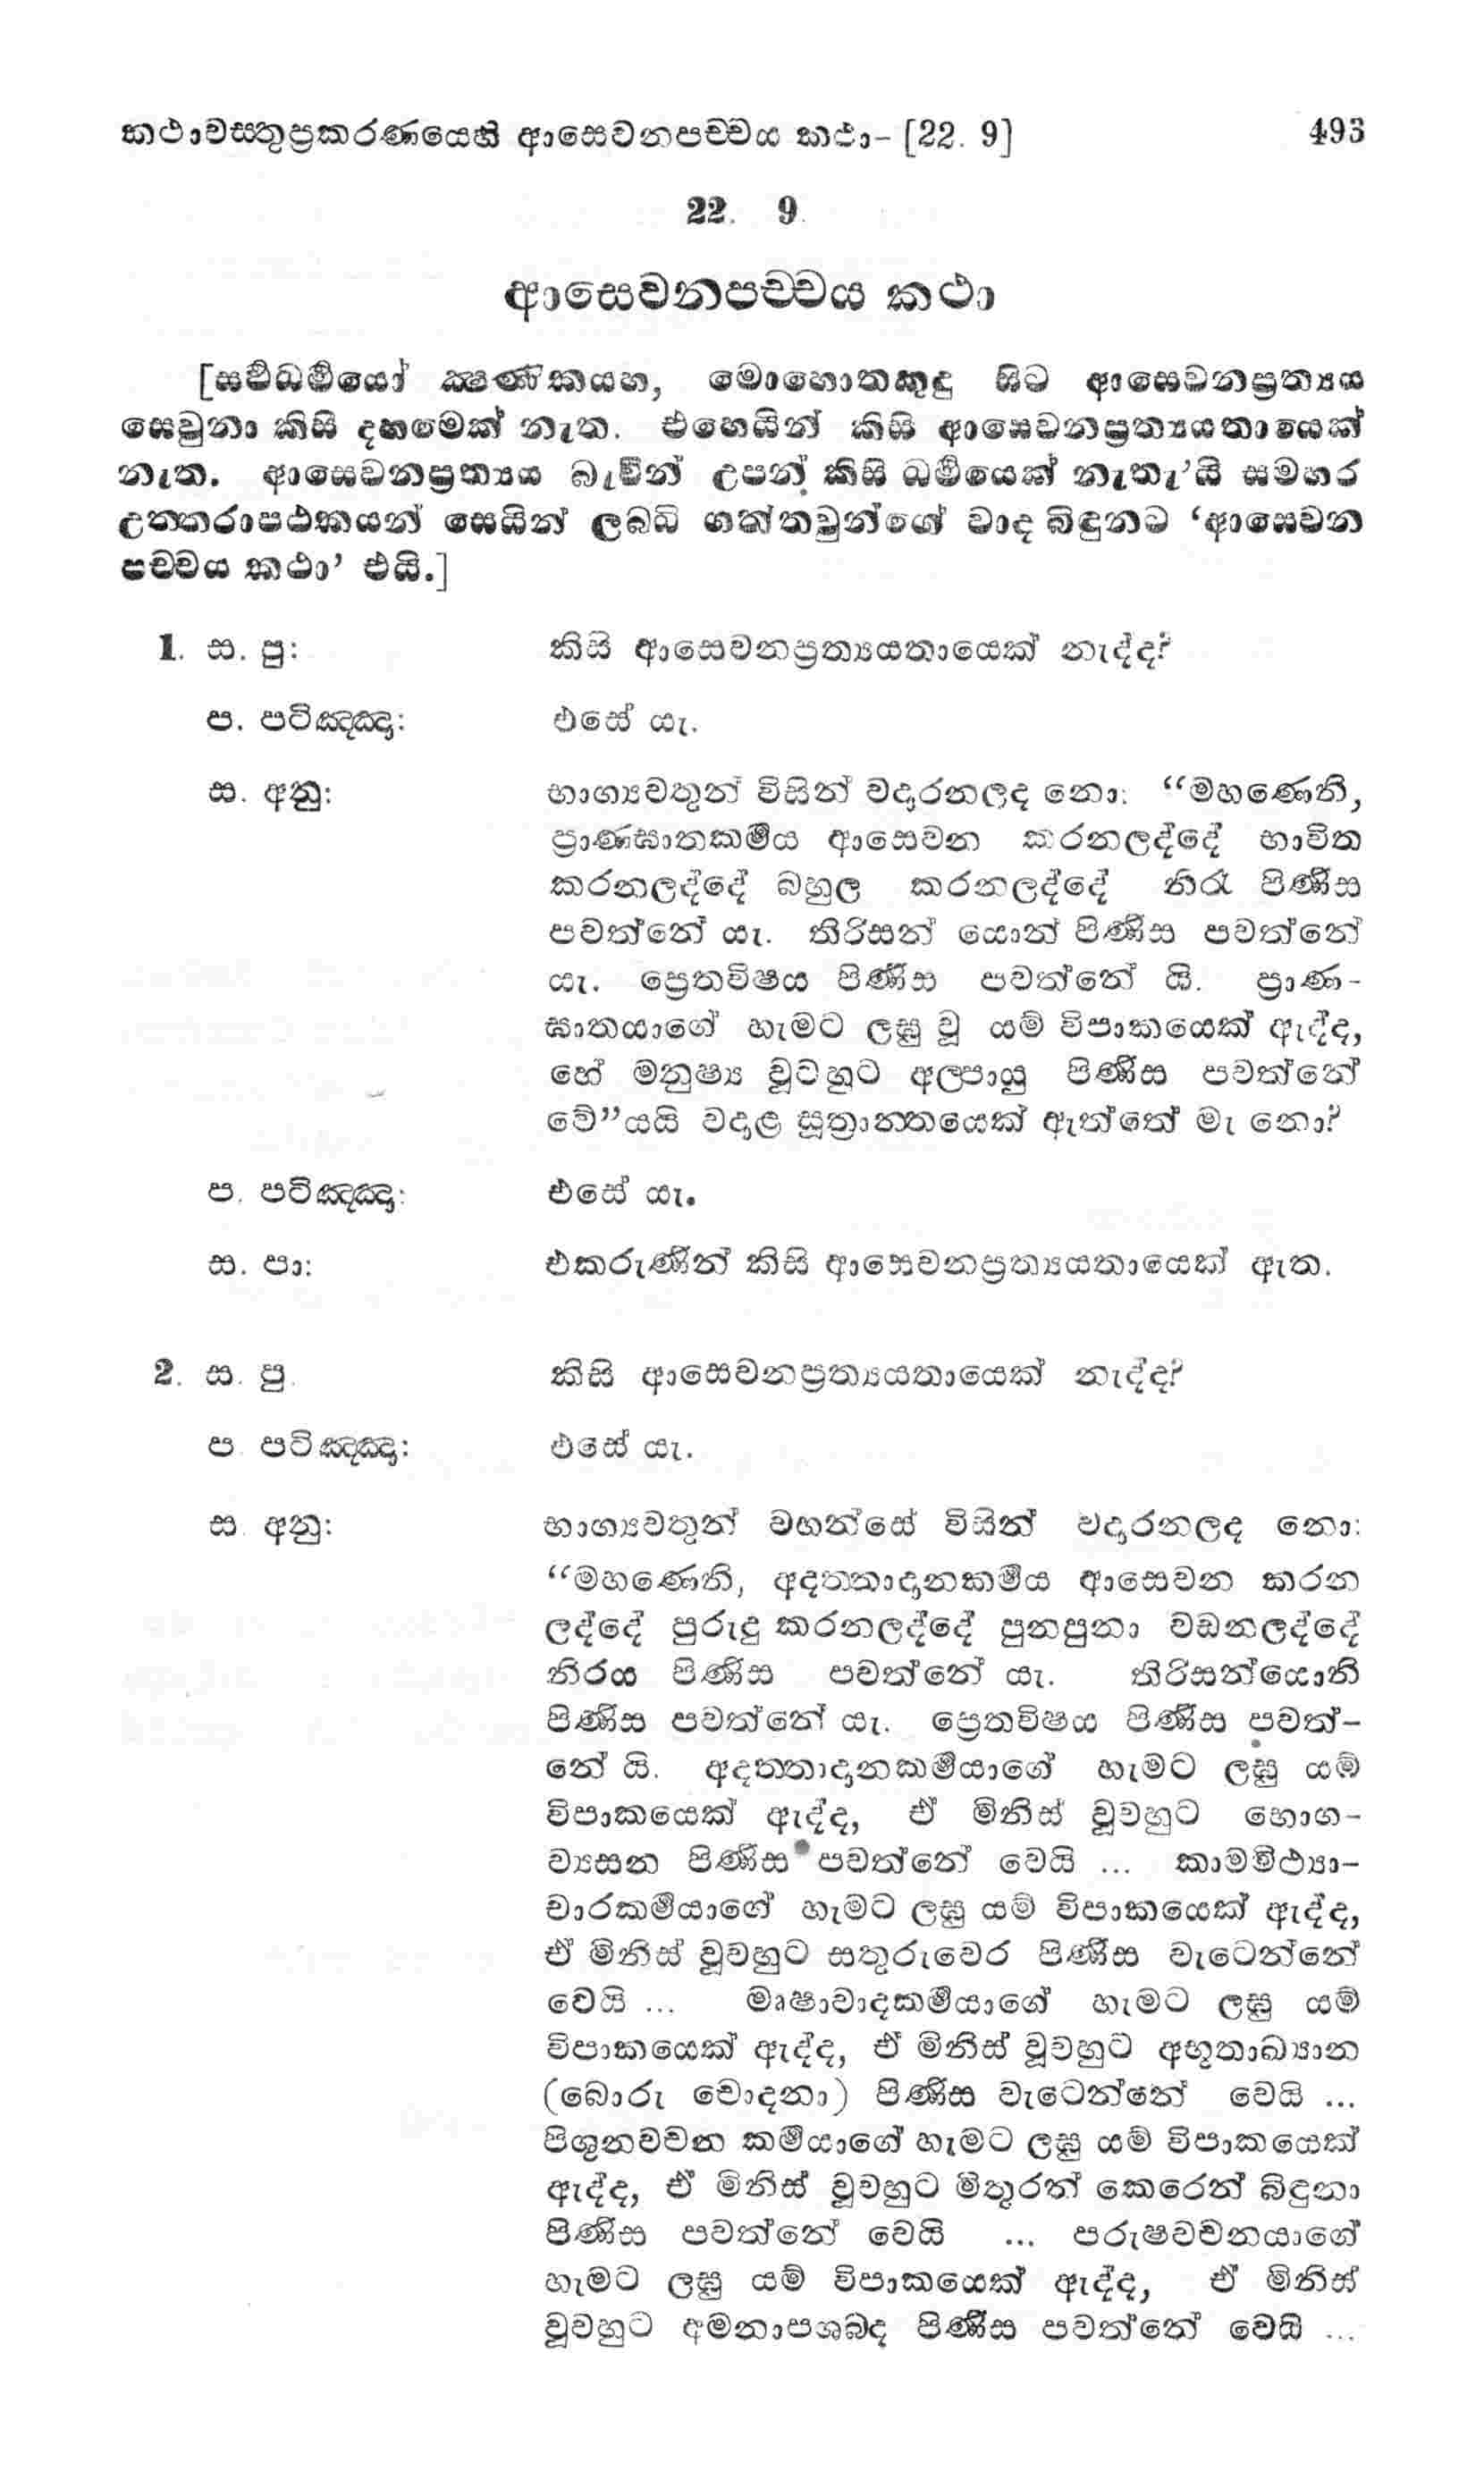 කථාවස්තුප්‍රකරණයෙහි ආසෙවනපච්චය කථා- [22. 9] 493
22. 9.
ආසෙවනපච්චය කථා
[සර්‍වධර්‍මයෝ ක්‍ෂණිකයහ, මොහොතකුදු සිට ආසෙවනප්‍රත්‍යය
සෙවුනා කිසි දහමෙක් නැත. එහෙයින් කිසි ආසෙවනප්‍රත්‍යයතායෙක්
නැත. ආසෙවනප්‍රත්‍යය බැවින් උපන් කිසි ධර්‍මයෙක් නැතැ’යි සමහර
උත්තරාපථකයන් සෙයින් ලබ්ධි ගත්තවුන්ගේ වාද බිඳුනට ‘ආසෙවන
පච්චය කථා’ එයි.]
1. ස. පු: කිසි ආසෙවනප්‍රත්‍යයතායෙක් නැද්ද?
ප. පටිඤ්ඤා: එසේ යැ.
ස. අනු: භාග්‍යවතුන් විසින් වදාරනලද නො: “මහණෙනි,
ප්‍රාණඝාතකර්‍මය ආසෙවන කරනලද්දේ භාවිත
කරනලද්දේ බහුල කරනලද්දේ නිරැ පිණිස
පවත්නේ යැ. තිරිසන් යොන් පිණිස පවත්නේ
යැ. ප්‍රෙතවිෂය පිණිස පවත්නේ යි. ප්‍රාණ-
ඝාතයාගේ හැමට ලඝු වූ යම් විපාකයෙක් ඇද්ද,
හේ මනුෂ්‍ය වූවහුට අල්පායු පිණිස පවත්නේ
වේ”යයි වදාළ සූත්‍රාන්තයෙක් ඇත්තේ මැ නො?
ප. පටිඤ්ඤා: එසේ යැ.
ස. පා: එකරුණින් කිසි ආසෙවනප්‍රත්‍යයතායෙක් ඇත.
2. ස. පු. කිසි ආසෙවනප්‍රත්‍යයතායෙක් නැද්ද?
ප. පටිඤ්ඤා: එසේ යැ.
ස. අනු: භාග්‍යවතුන් වහන්සේ විසින් වදාරනලද නො:
“මහණෙනි, අදත්තාදානකර්‍මය ආසෙවන කරන
ලද්දේ පුරුදු කරනලද්දේ පුනපුනා වඩනලද්දේ
නිරය පිණිස පවත්නේ යැ. තිරිසන්යොනි
පිණිස පවත්නේ යැ. ප්‍රෙතවිෂය පිණිස පවත්-
නේ යි. අදත්තාදානකර්‍මයාගේ හැමට ලඝු යම්
විපාකයෙක් ඇද්ද, ඒ මිනිස් වූවහුට භොග-
ව්‍යසන පිණිස පවත්නේ වෙයි ... කාමමිථ්‍යා-
චාරකර්‍මයාගේ හැමට ලඝු යම් විපාකයෙක් ඇද්ද,
ඒ මිනිස් වූවහුට සතුරුවෙර පිණිස වැටෙන්නේ
වෙයි ... මෘෂාවාදකර්‍මයාගේ හැමට ලඝු යම්
විපාකයෙක් ඇද්ද, ඒ මිනිස් වූවහුට අභූතාඛ්‍යාන
(බොරු චොදනා) පිණිස වැටෙන්නේ වෙයි ...
පිශුනවචන කර්‍මයාගේ හැමට ලඝු යම් විපාකයෙක්
ඇද්ද, ඒ මිනිස් වූවහුට මිතුරන් කෙරෙන් බිඳුනා
පිණිස පවත්නේ වෙයි ... පරුෂවචනයාගේ
හැමට ලඝු යම් විපාකයෙක් ඇද්ද, ඒ මිනිස්
වූවහුට අමනාපශබ්ද පිණිස පවත්නේ වෙයි ...